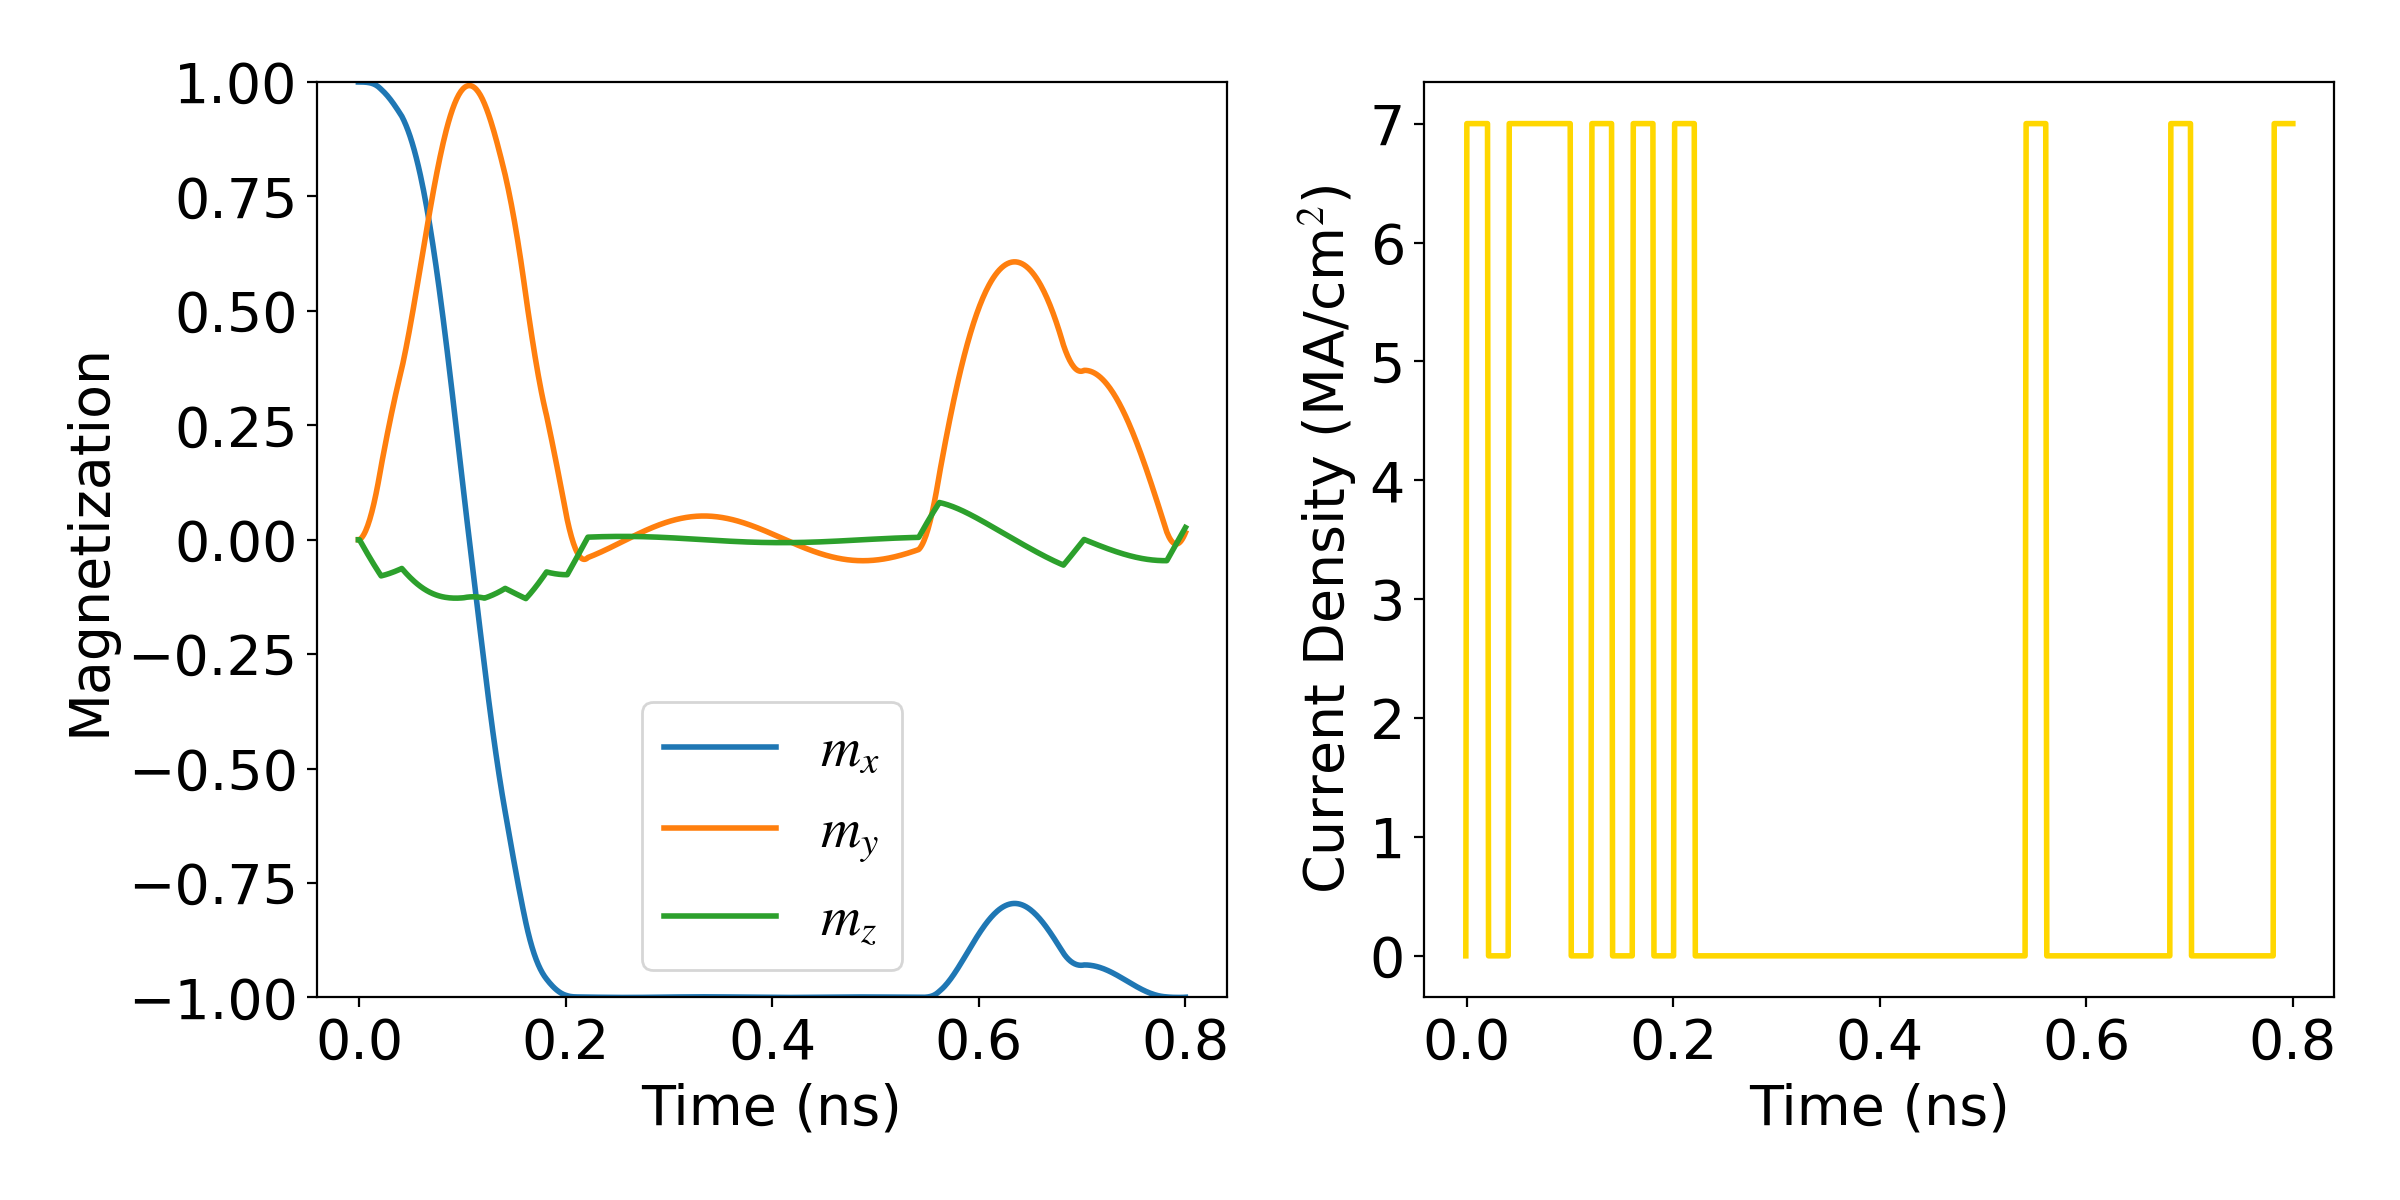 Magnetization
1.00
0.75
0.50
0.25
0.00
−0.25
−0.50
−0.75
−1.00
0.0 0.2 0.4 0.6 0.8
Time (ns)
m_x
m_y
m_z
Current Density (MA/cm²)
7
6
5
4
3
2
1
0
0.0 0.2 0.4 0.6 0.8
Time (ns)